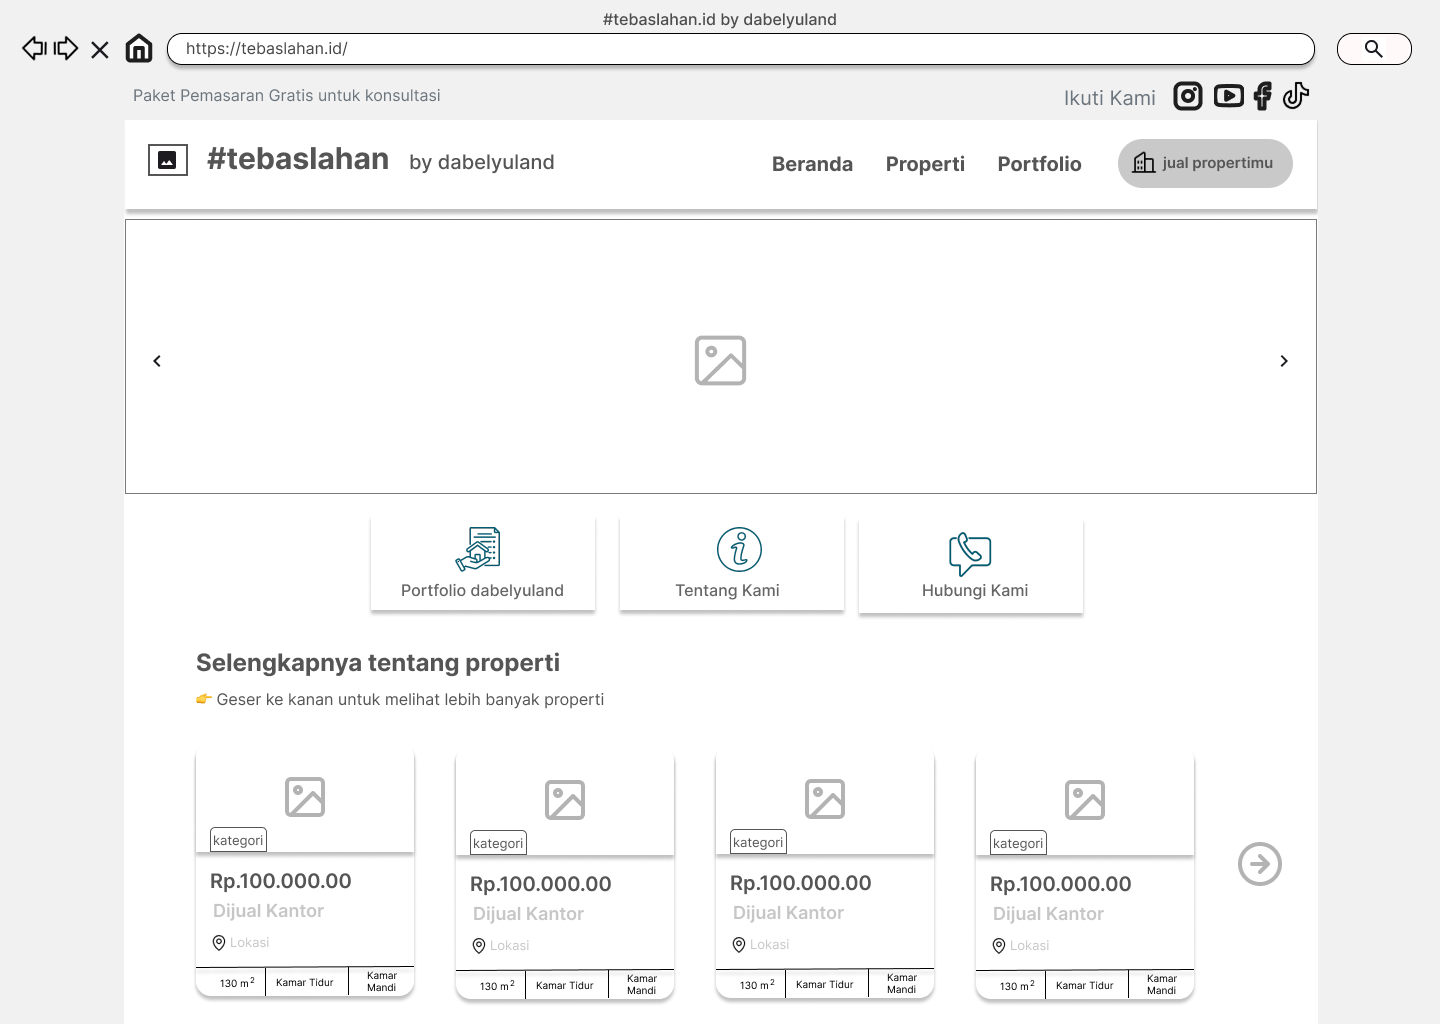 #tebaslahan.id by dabelyuland
https://tebaslahan.id/
Paket Pemasaran Gratis untuk konsultasi
Ikuti Kami
#tebaslahan by dabelyuland
Beranda Properti Portfolio jual propertimu
Portfolio dabelyuland
Tentang Kami
Hubungi Kami
Selengkapnya tentang properti
👉 Geser ke kanan untuk melihat lebih banyak properti
kategori
Rp.100.000.00
Dijual Kantor
Lokasi
130 m² Kamar Tidur Kamar
Mandi
kategori
Rp.100.000.00
Dijual Kantor
Lokasi
130 m² Kamar Tidur Kamar
Mandi
kategori
Rp.100.000.00
Dijual Kantor
Lokasi
130 m² Kamar Tidur Kamar
Mandi
kategori
Rp.100.000.00
Dijual Kantor
Lokasi
130 m² Kamar Tidur Kamar
Mandi